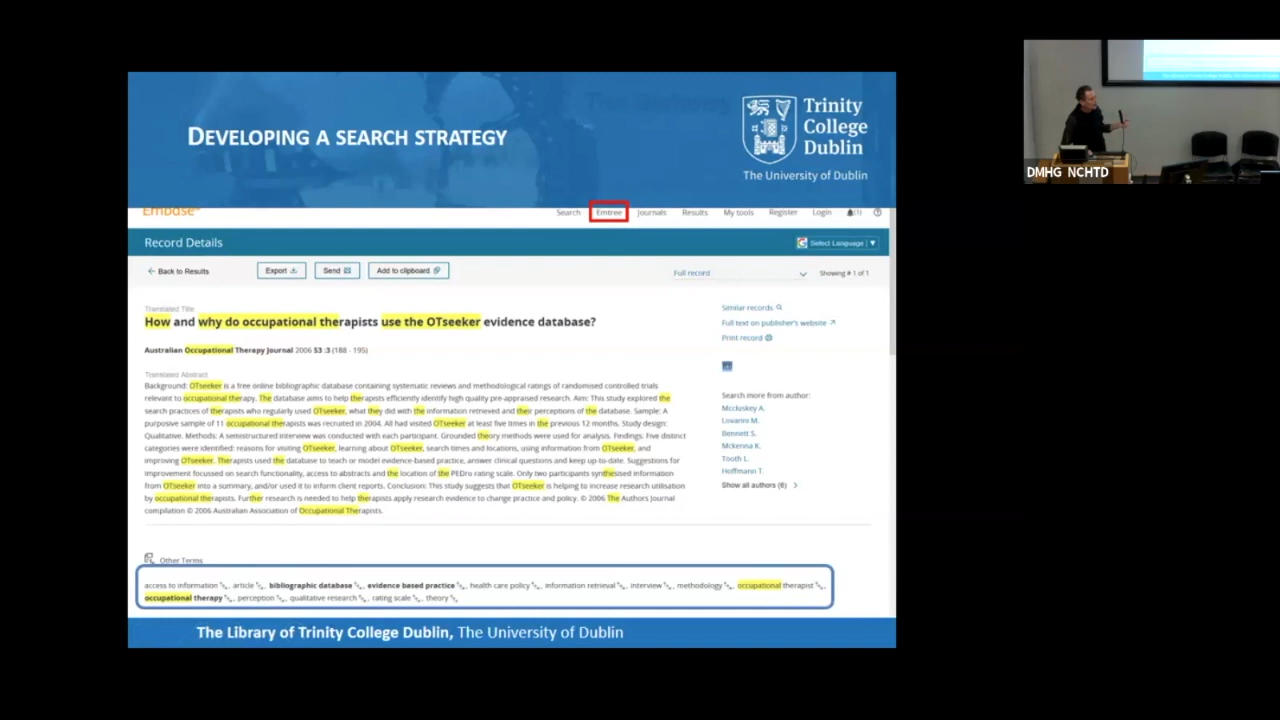 DEVELOPING A SEARCH STRATEGY
Trinity
College
Dublin
The University of Dublin
Embase
Search Emtree Journals Results My tools Register Login (1)
Record Details
Select Language
Back to Results Export Send Add to clipboard Full record Showing # 1 of 1
Translated Title
How and why do occupational therapists use the OTseeker evidence database?
Australian Occupational Therapy Journal 2006 53 :3 (188 - 195)
Translated Abstract
Background: OTseeker is a free online bibliographic database containing systematic reviews and methodological ratings of randomised controlled trials
relevant to occupational therapy. The database aims to help therapists efficiently identify high quality pre-appraised research. Aim: This study explored the
search practices of therapists who regularly used OTseeker, what they did with the information retrieved and their perceptions of the database. Sample: A
purposive sample of 11 occupational therapists was recruited in 2004. All had visited OTseeker at least five times in the previous 12 months. Study design:
Qualitative. Methods: A semistructured interview was conducted with each participant. Grounded theory methods were used for analysis. Findings: Five distinct
categories were identified: reasons for visiting OTseeker, learning about OTseeker, search times and locations, using information from OTseeker, and
improving OTseeker. Therapists used the database to teach or model evidence-based practice, answer clinical questions and keep up-to-date. Suggestions for
improvement focussed on search functionality, access to abstracts and the location of the PEDro rating scale. Only two participants synthesised information
from OTseeker into a summary, and/or used it to inform client reports. Conclusion: This study suggests that OTseeker is helping to increase research utilisation
by occupational therapists. Further research is needed to help therapists apply research evidence to change practice and policy. © 2006 The Authors Journal
compilation © 2006 Australian Association of Occupational Therapists.
Similar records
Full text on publisher's website
Print record
Search more from author:
Mccluskey A.
Lovarini M.
Bennett S.
Mckenna K.
Tooth L.
Hoffmann T.
Show all authors (6)
Other Terms
access to information, article, bibliographic database, evidence based practice, health care policy, information retrieval, interview, methodology, occupational therapist,
occupational therapy, perception, qualitative research, rating scale, theory
The Library of Trinity College Dublin, The University of Dublin
DMHG NCHTD